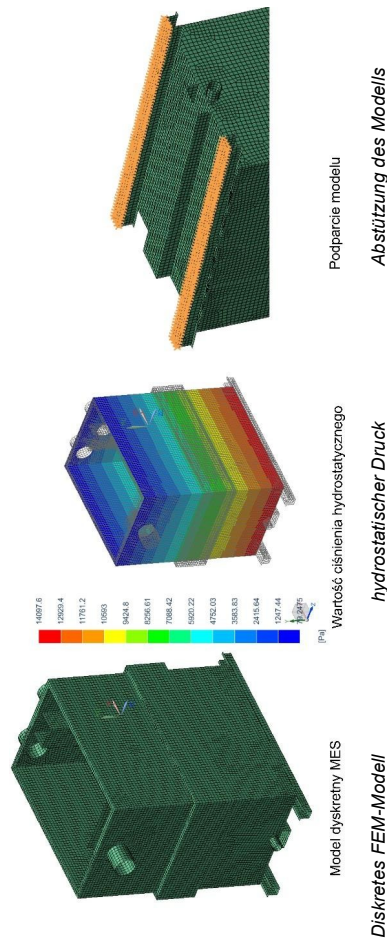 14097.6
12929.4
11761.2
10593
9424.8
8256.61
7088.42
5920.22
4752.03
3583.83
2415.64
1247.44
79.2475
[Pa]
Model dyskretny MES
Wartość ciśnienia hydrostatycznego
Podparcie modelu
Diskretes FEM-Modell
hydrostatischer Druck
Abstützung des Modells